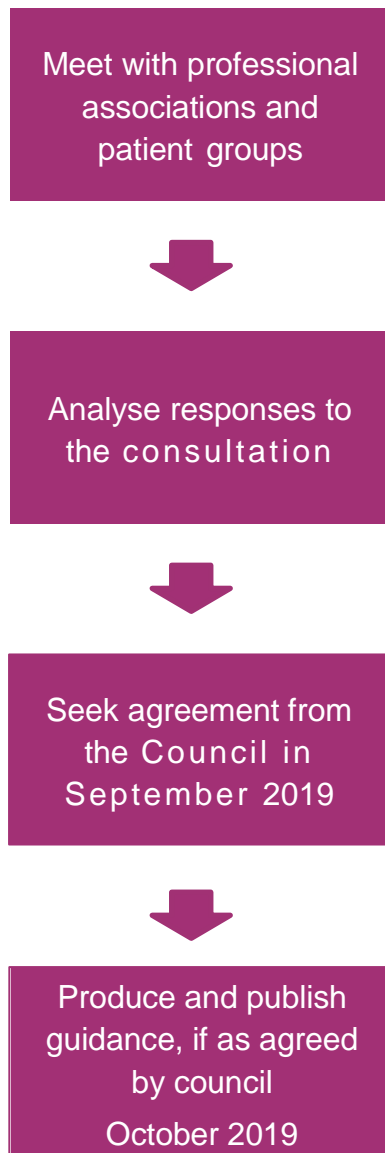 Meet with professional
associations and
patient groups
Analyse responses to
the consultation
Seek agreement from
the Council in
September 2019
Produce and publish
guidance, if as agreed
by council
October 2019